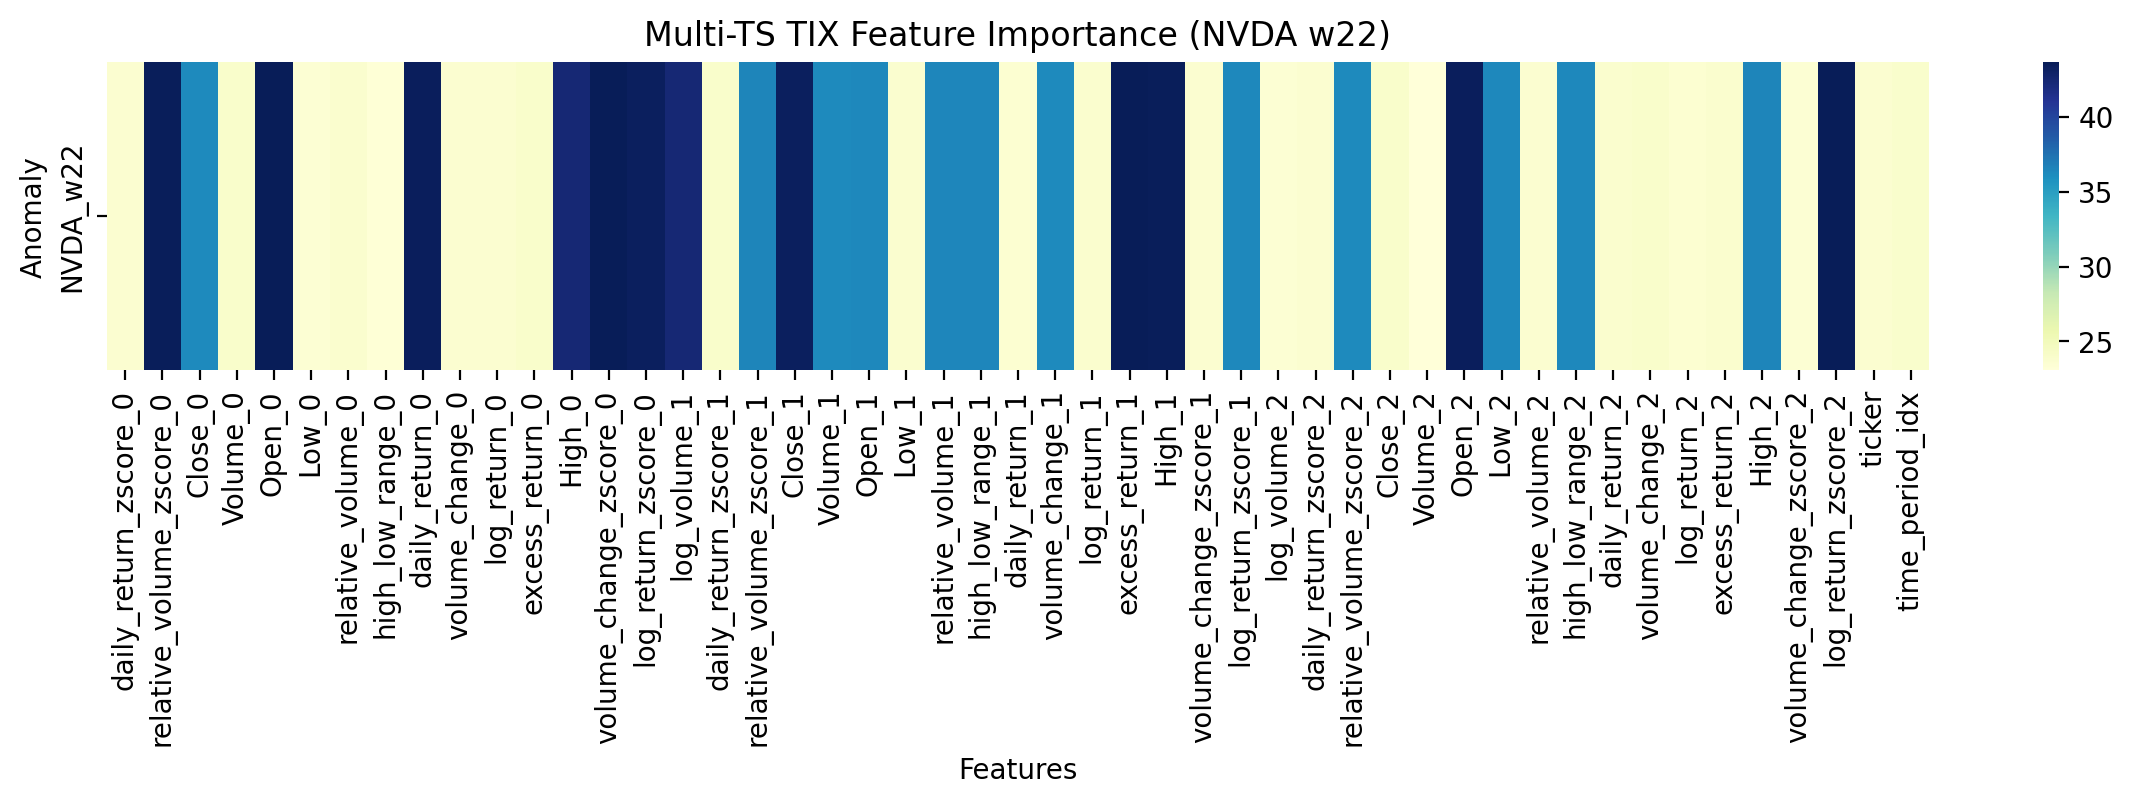 Multi-TS TIX Feature Importance (NVDA w22)
Anomaly
NVDA_w22
40
35
30
25
daily_return_zscore_0
relative_volume_zscore_0
Close_0
Volume_0
Open_0
Low_0
relative_volume_0
high_low_range_0
daily_return_0
volume_change_0
log_return_0
excess_return_0
High_0
volume_change_zscore_0
log_return_zscore_0
log_volume_1
daily_return_zscore_1
relative_volume_zscore_1
Close_1
Volume_1
Open_1
Low_1
relative_volume_1
high_low_range_1
daily_return_1
volume_change_1
log_return_1
excess_return_1
High_1
volume_change_zscore_1
log_return_zscore_1
log_volume_2
daily_return_zscore_2
relative_volume_zscore_2
Close_2
Volume_2
Open_2
Low_2
relative_volume_2
high_low_range_2
daily_return_2
volume_change_2
log_return_2
excess_return_2
High_2
volume_change_zscore_2
log_return_zscore_2
ticker
time_period_idx
Features